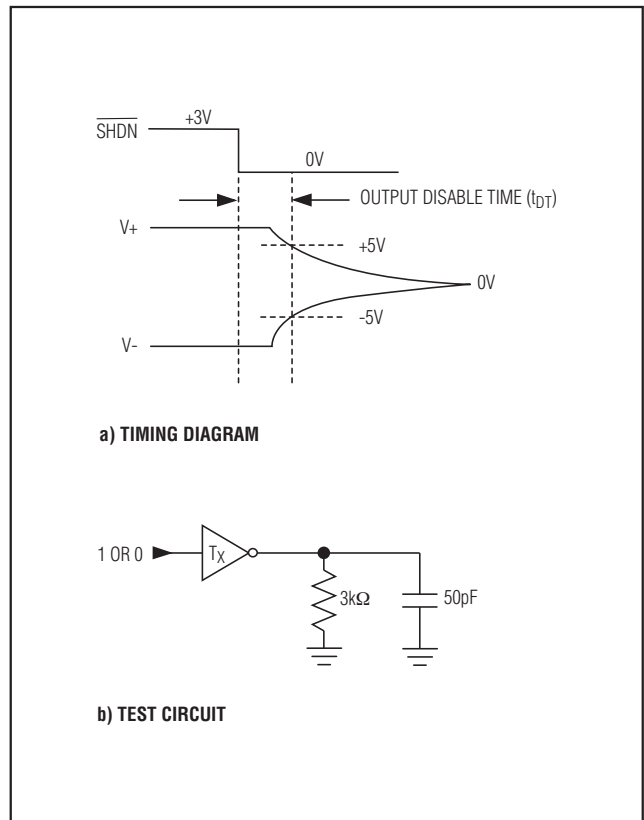 +3V
SHDN
0V
OUTPUT DISABLE TIME (tDT)
V+
+5V
0V
-5V
V-
a) TIMING DIAGRAM
1 OR 0
TX
3kΩ
50pF
b) TEST CIRCUIT